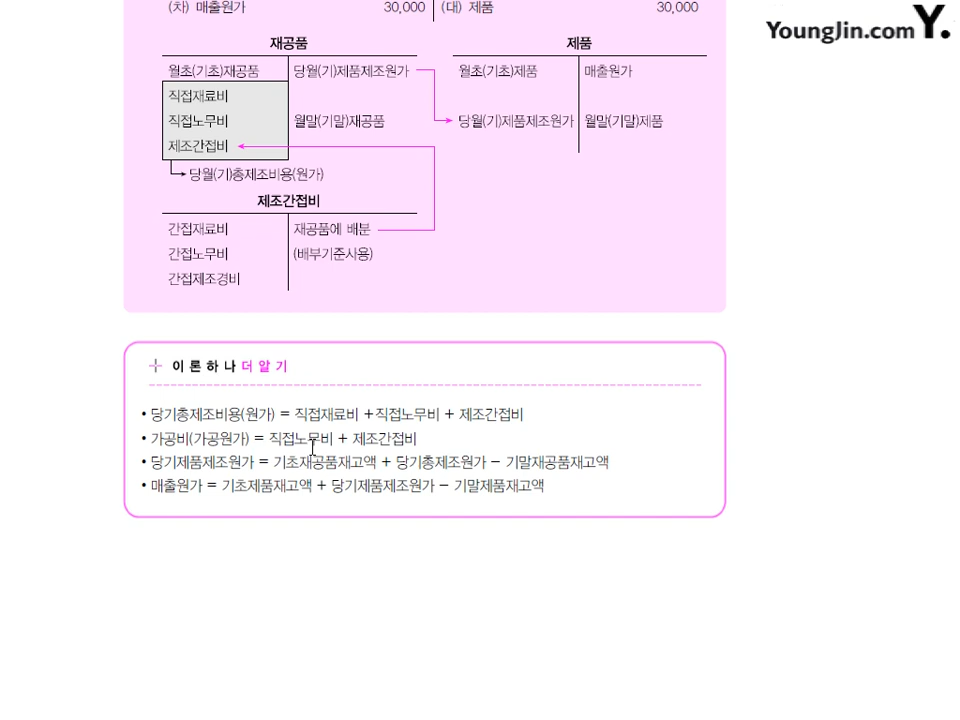 (차) 매출원가 30,000 (대) 제품 30,000
YoungJin.com Y.
재공품 제품
월초(기초)재공품 당월(기)제품제조원가 월초(기초)제품 매출원가
직접재료비
직접노무비 월말(기말)재공품 당월(기)제품제조원가 월말(기말)제품
제조간접비
당월(기)총제조비용(원가)
제조간접비
간접재료비 재공품에 배분
간접노무비 (배부기준사용)
간접제조경비
이론하나 더알기
• 당기총제조비용(원가) = 직접재료비 +직접노무비 + 제조간접비
• 가공비(가공원가) = 직접노무비 + 제조간접비
• 당기제품제조원가 = 기초재공품재고액 + 당기총제조원가 − 기말재공품재고액
• 매출원가 = 기초제품재고액 + 당기제품제조원가 − 기말제품재고액